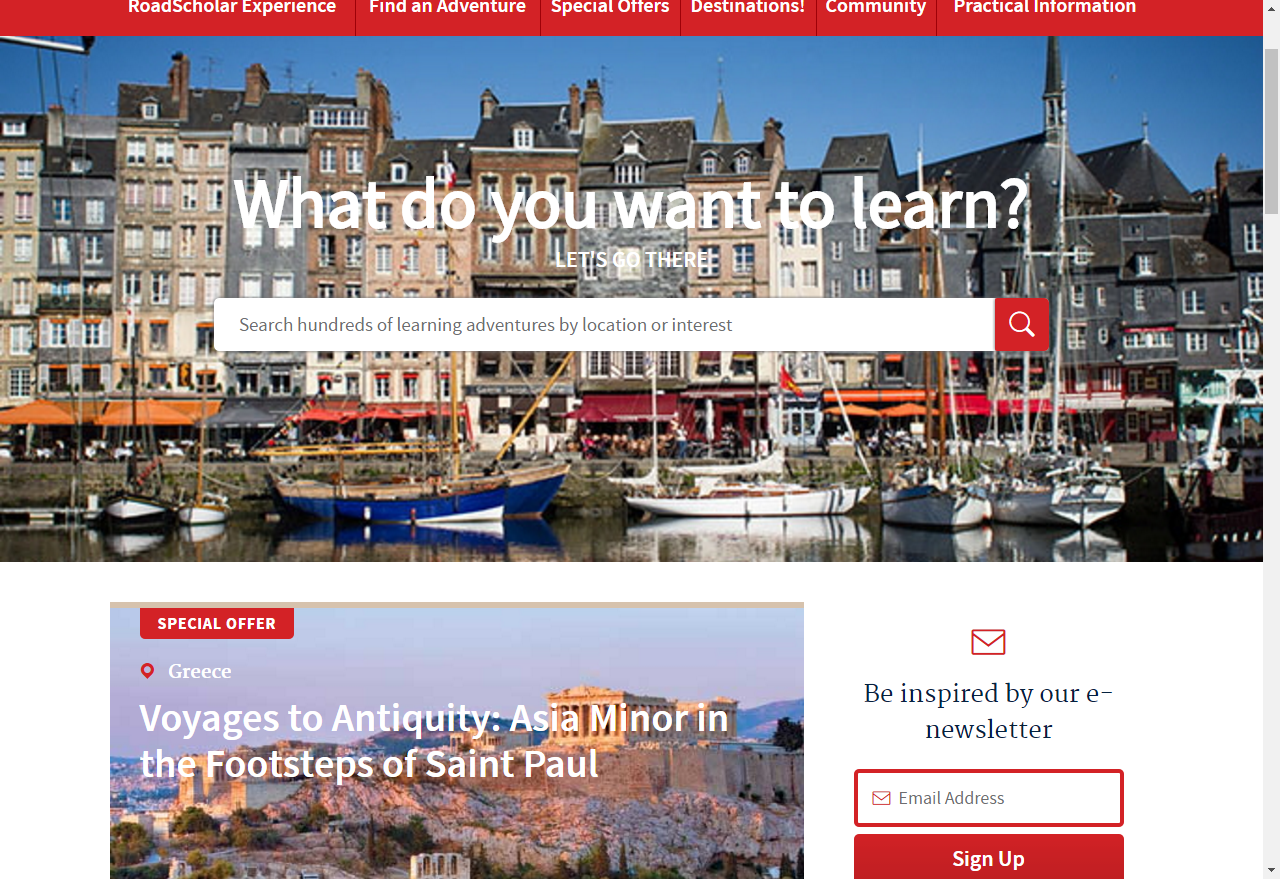 RoadScholar Experience
Find an Adventure
Special Offers
Destinations!
Community
Practical Information
What do you want to learn?
LET'S GO THERE.
Search hundreds of learning adventures by location or interest
SPECIAL OFFER
Greece
Voyages to Antiquity: Asia Minor in
the Footsteps of Saint Paul
Be inspired by our e-
newsletter
Email Address
Sign Up